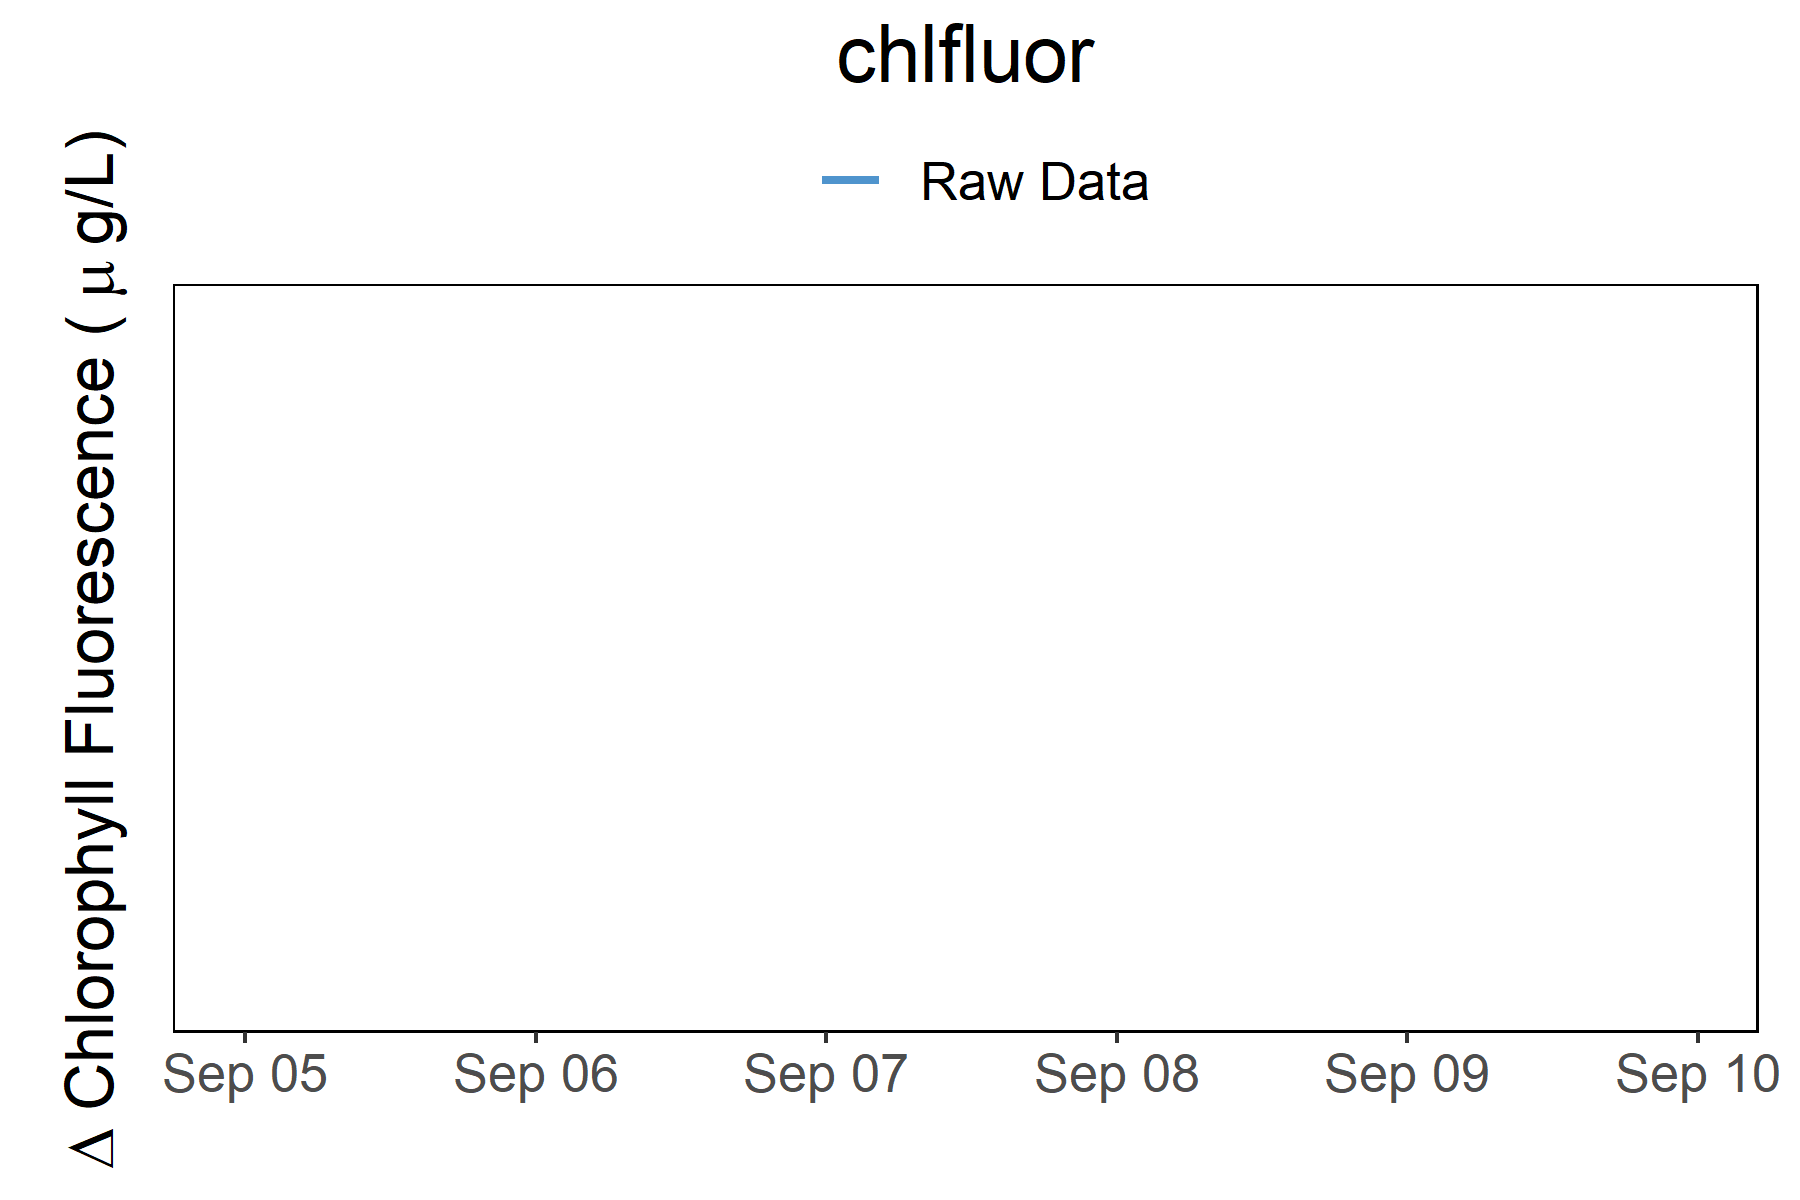 chlfluor
Raw Data
Δ Chlorophyll Fluorescence ( μ g/L)
Sep 05 Sep 06 Sep 07 Sep 08 Sep 09 Sep 10